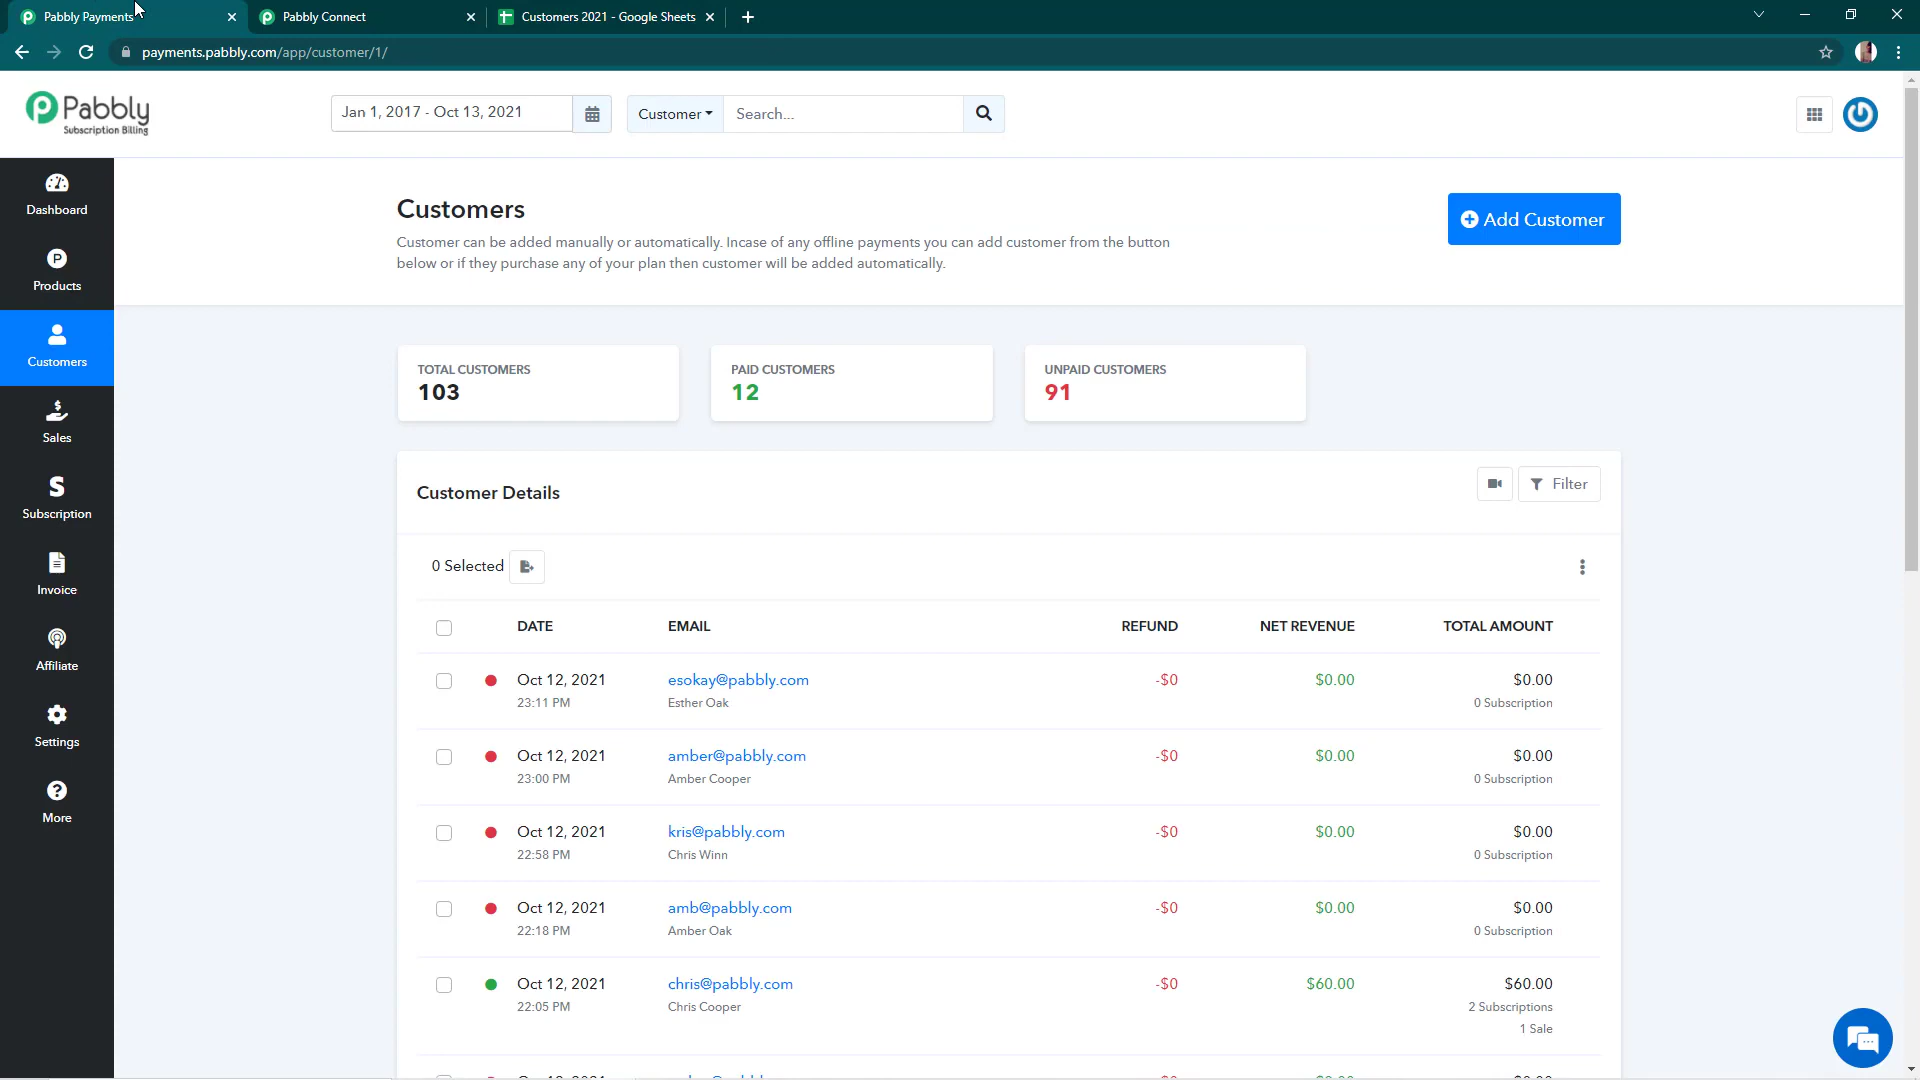 Pabbly Payments
Pabbly Connect
Customers 2021 - Google Sheets
payments.pabbly.com/app/customer/1/
Pabbly
Subscription Billing
Jan 1, 2017 - Oct 13, 2021
Customer
Search...
Dashboard
Products
Customers
Sales
Subscription
Invoice
Affiliate
Settings
More
Customers
Customer can be added manually or automatically. Incase of any offline payments you can add customer from the button
below or if they purchase any of your plan then customer will be added automatically.
Add Customer
TOTAL CUSTOMERS
103
PAID CUSTOMERS
12
UNPAID CUSTOMERS
91
Customer Details
Filter
0 Selected
DATE EMAIL REFUND NET REVENUE TOTAL AMOUNT
Oct 12, 2021 esokay@pabbly.com -$0 $0.00 $0.00
23:11 PM Esther Oak 0 Subscription
Oct 12, 2021 amber@pabbly.com -$0 $0.00 $0.00
23:00 PM Amber Cooper 0 Subscription
Oct 12, 2021 kris@pabbly.com -$0 $0.00 $0.00
22:58 PM Chris Winn 0 Subscription
Oct 12, 2021 amb@pabbly.com -$0 $0.00 $0.00
22:18 PM Amber Oak 0 Subscription
Oct 12, 2021 chris@pabbly.com -$0 $60.00 $60.00
22:05 PM Chris Cooper 2 Subscriptions
1 Sale